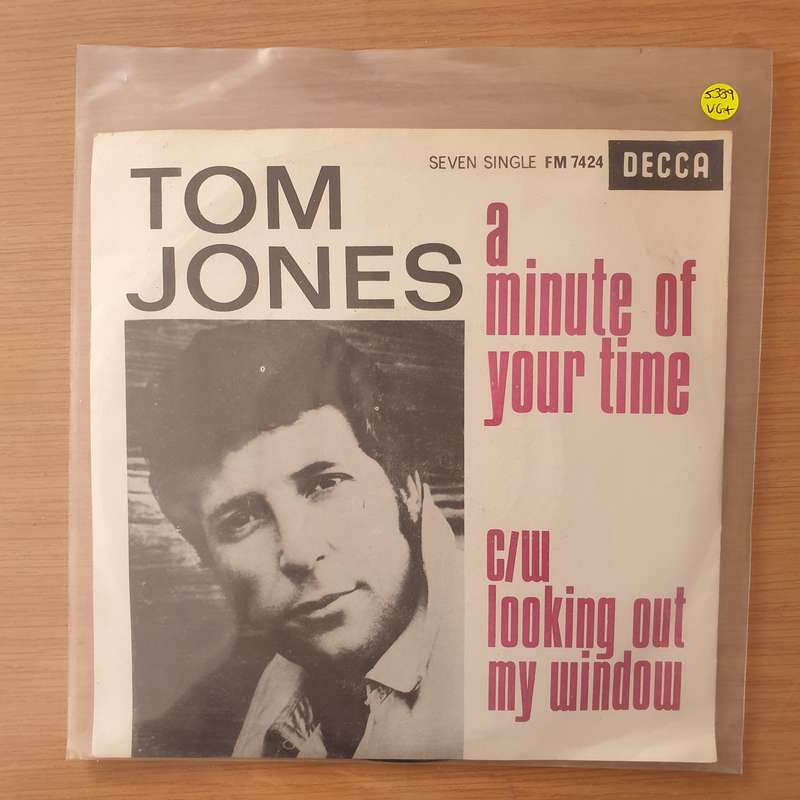 5389
VG+
SEVEN SINGLE FM 7424
DECCA
TOM
JONES
a
minute of
your time
c/w
looking out
my window